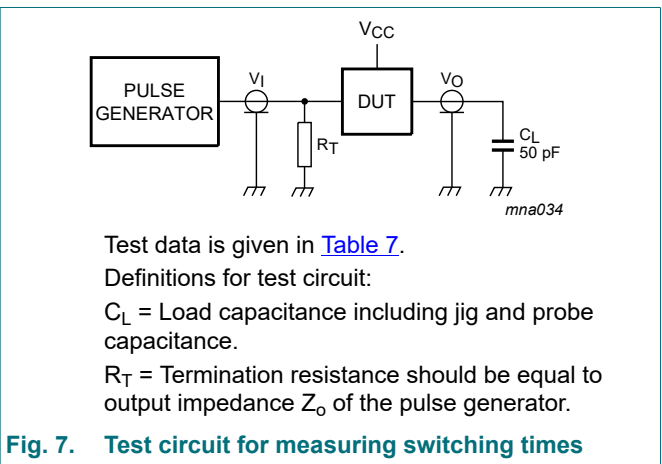 VCC
PULSE
GENERATOR
VI
DUT
VO
RT
CL
50 pF
mna034
Test data is given in Table 7.
Definitions for test circuit:
CL = Load capacitance including jig and probe
capacitance.
RT = Termination resistance should be equal to
output impedance Zo of the pulse generator.
Fig. 7. Test circuit for measuring switching times